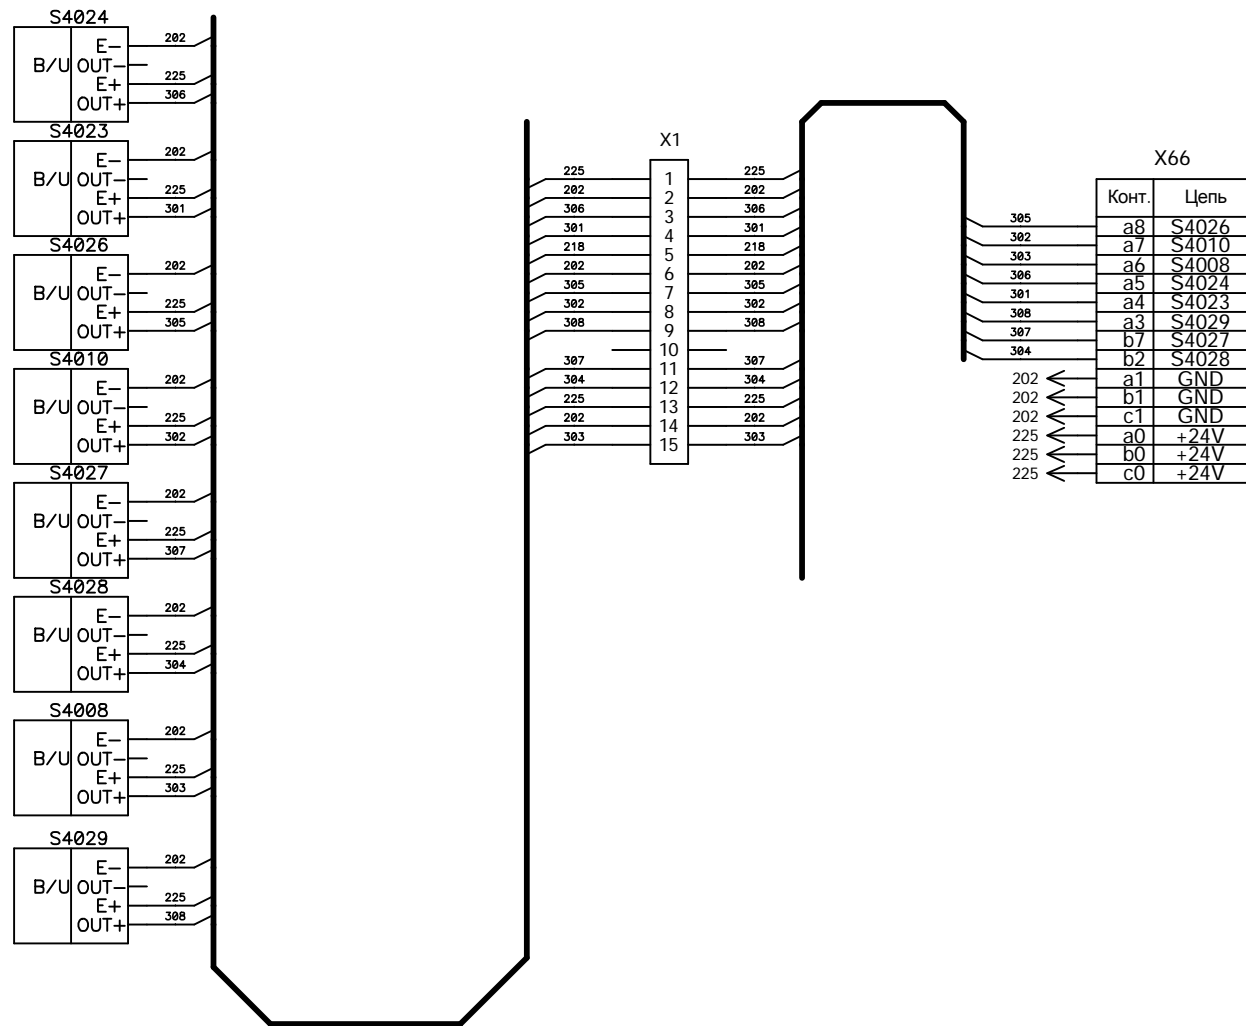 S4024
E- 202
B/U OUT-
E+ 225
OUT+ 306
S4023
E- 202
B/U OUT-
E+ 225
OUT+ 301
S4026
E- 202
B/U OUT-
E+ 225
OUT+ 305
S4010
E- 202
B/U OUT-
E+ 225
OUT+ 302
S4027
E- 202
B/U OUT-
E+ 225
OUT+ 307
S4028
E- 202
B/U OUT-
E+ 225
OUT+ 304
S4008
E- 202
B/U OUT-
E+ 225
OUT+ 303
S4029
E- 202
B/U OUT-
E+ 225
OUT+ 308
X1
225 1 225
202 2 202
306 3 306
301 4 301
218 5 218
202 6 202
305 7 305
302 8 302
308 9 308
10
307 11 307
304 12 304
225 13 225
202 14 202
303 15 303
X66
Конт. Цепь
305 a8 S4026
302 a7 S4010
303 a6 S4008
306 a5 S4024
301 a4 S4023
308 a3 S4029
307 b7 S4027
304 b2 S4028
202 a1 GND
202 b1 GND
202 c1 GND
225 a0 +24V
225 b0 +24V
225 c0 +24V